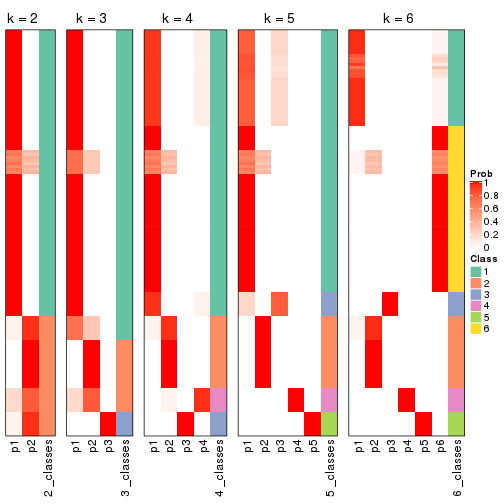 k = 2
k = 3
k = 4
k = 5
k = 6
p1
p2
2_classes
p1
p2
p3
3_classes
p1
p2
p3
p4
4_classes
p1
p2
p3
p4
p5
5_classes
p1
p2
p3
p4
p5
p6
6_classes
Prob
1
0.8
0.6
0.4
0.2
0
Class
1
2
3
4
5
6